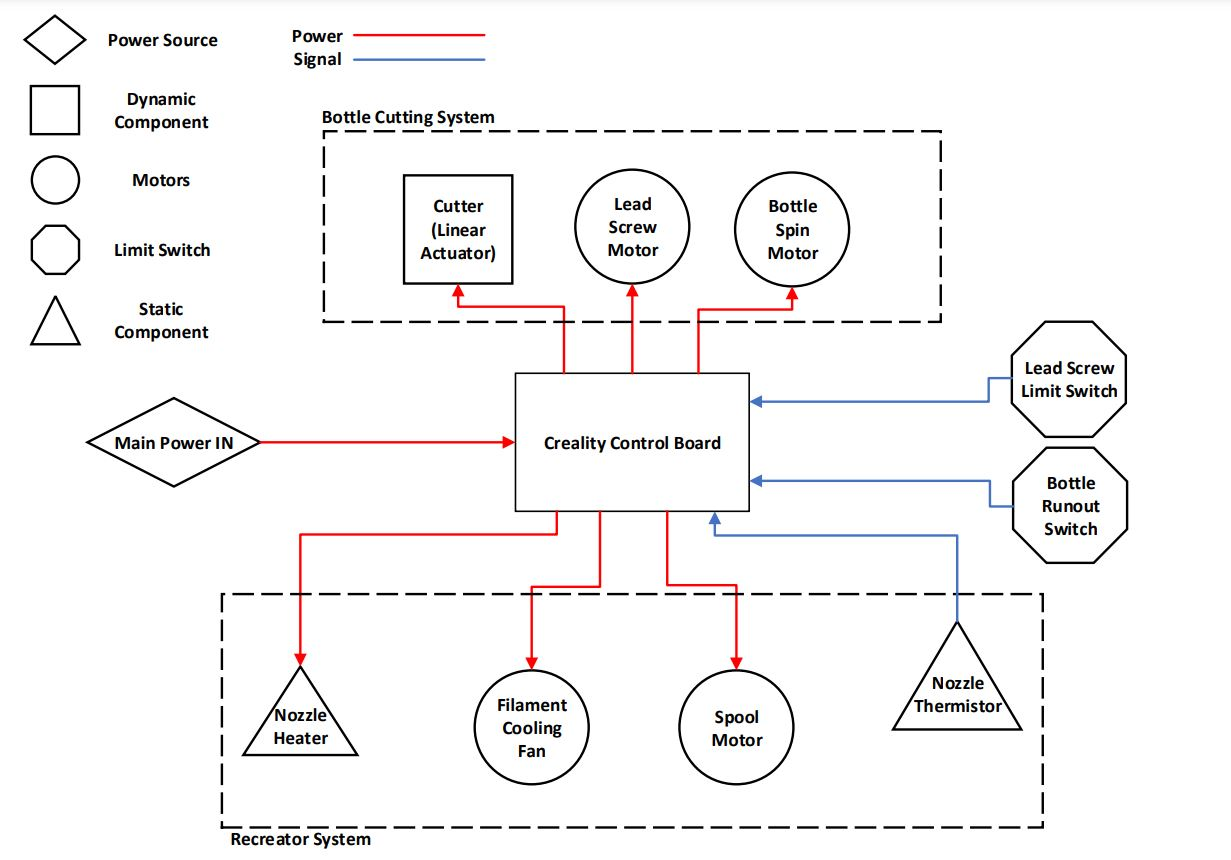 Power Source
Power
Signal
Dynamic
Component
Motors
Limit Switch
Static
Component
Bottle Cutting System
Cutter
(Linear
Actuator)
Lead
Screw
Motor
Bottle
Spin
Motor
Lead Screw
Limit Switch
Main Power IN
Creality Control Board
Bottle
Runout
Switch
Nozzle
Heater
Filament
Cooling
Fan
Spool
Motor
Nozzle
Thermistor
Recreator System